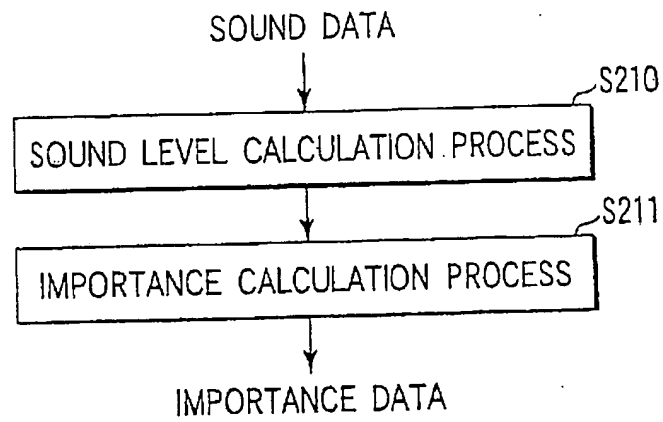 SOUND DATA
S210
SOUND LEVEL CALCULATION PROCESS
S211
IMPORTANCE CALCULATION PROCESS
IMPORTANCE DATA